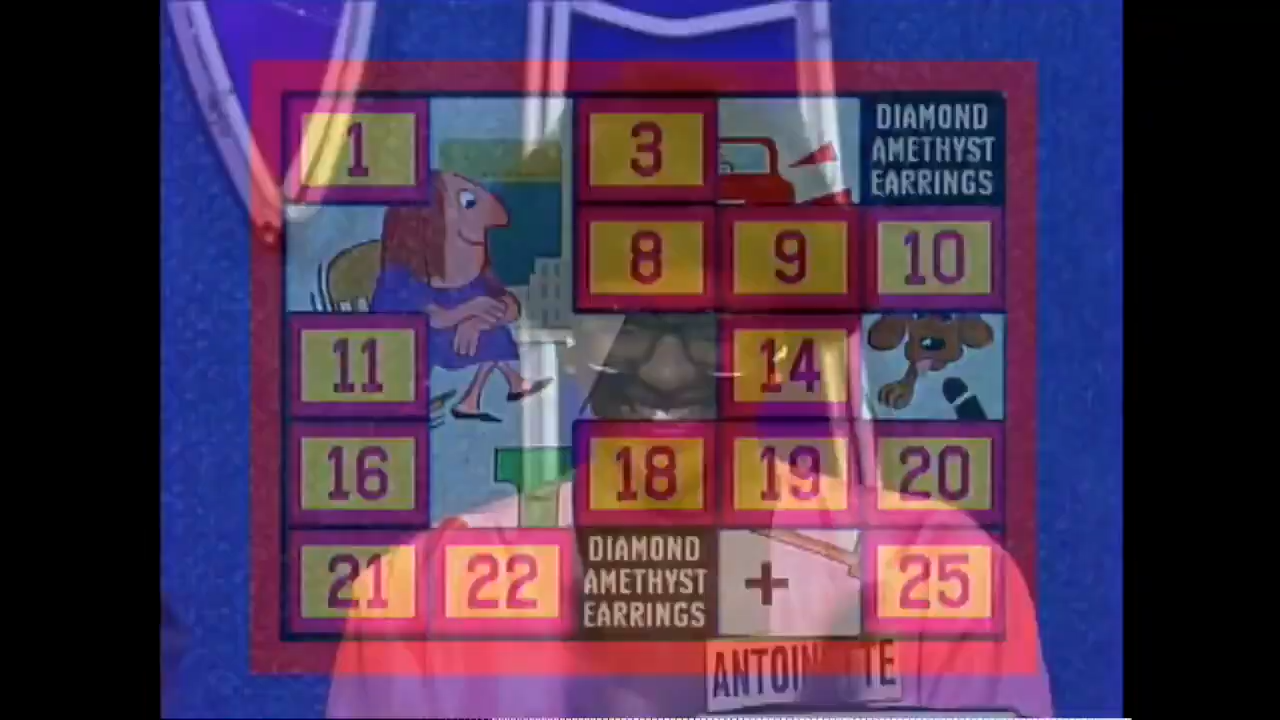 1 3 DIAMOND
AMETHYST
EARRINGS
8 9 10
11 14
16 18 19 20
21 22 DIAMOND
AMETHYST
EARRINGS + 25
ANTOINETTE